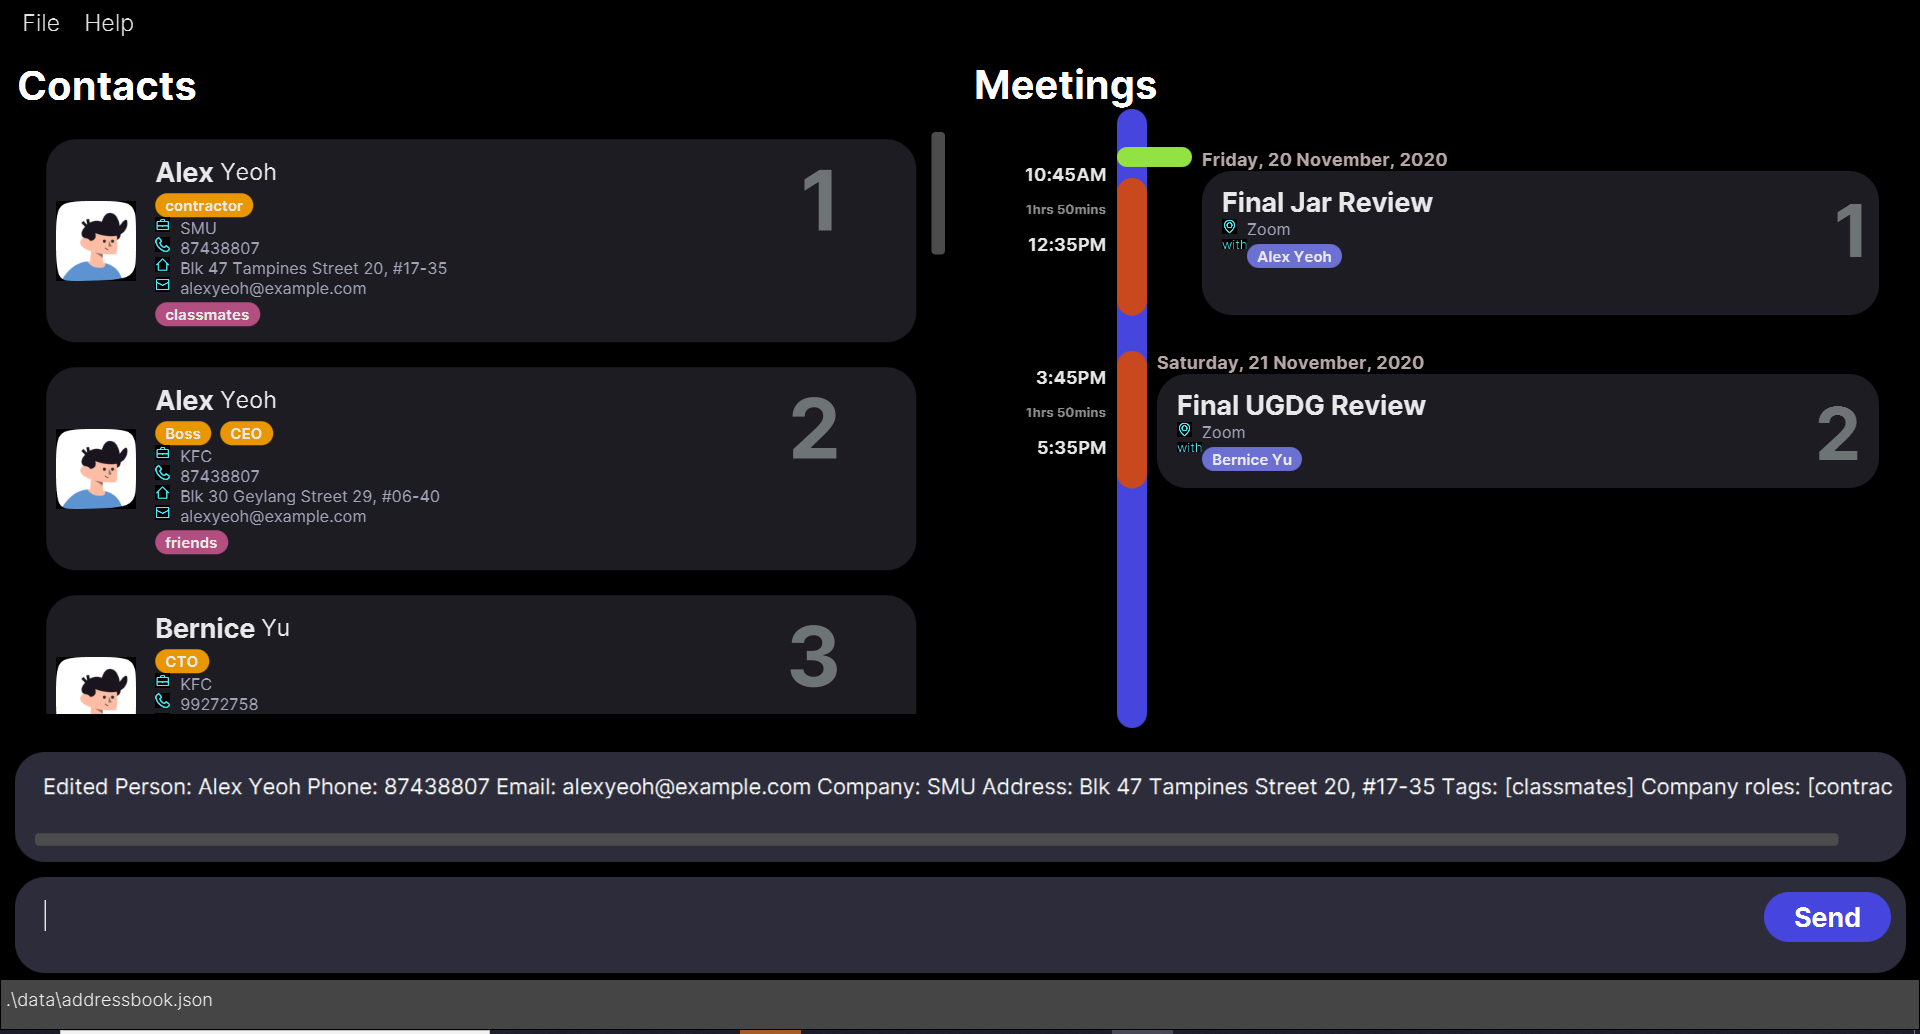 File Help
Contacts
Alex Yeoh
1
contractor
SMU
87438807
Blk 47 Tampines Street 20, #17-35
alexyeoh@example.com
classmates
Alex Yeoh
2
Boss CEO
KFC
87438807
Blk 30 Geylang Street 29, #06-40
alexyeoh@example.com
friends
Bernice Yu
3
CTO
KFC
99272758
Meetings
Friday, 20 November, 2020
10:45AM
1hrs 50mins
12:35PM
Final Jar Review
1
Zoom
with Alex Yeoh
Saturday, 21 November, 2020
3:45PM
1hrs 50mins
5:35PM
Final UGDG Review
2
Zoom
with Bernice Yu
Edited Person: Alex Yeoh Phone: 87438807 Email: alexyeoh@example.com Company: SMU Address: Blk 47 Tampines Street 20, #17-35 Tags: [classmates] Company roles: [contrac
Send
.\data\addressbook.json